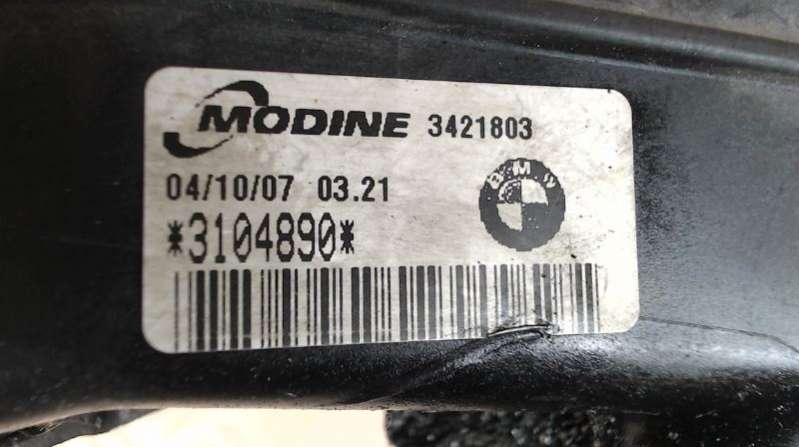 MODINE 3421803
04/10/07 03.21
BMW
*3104890*